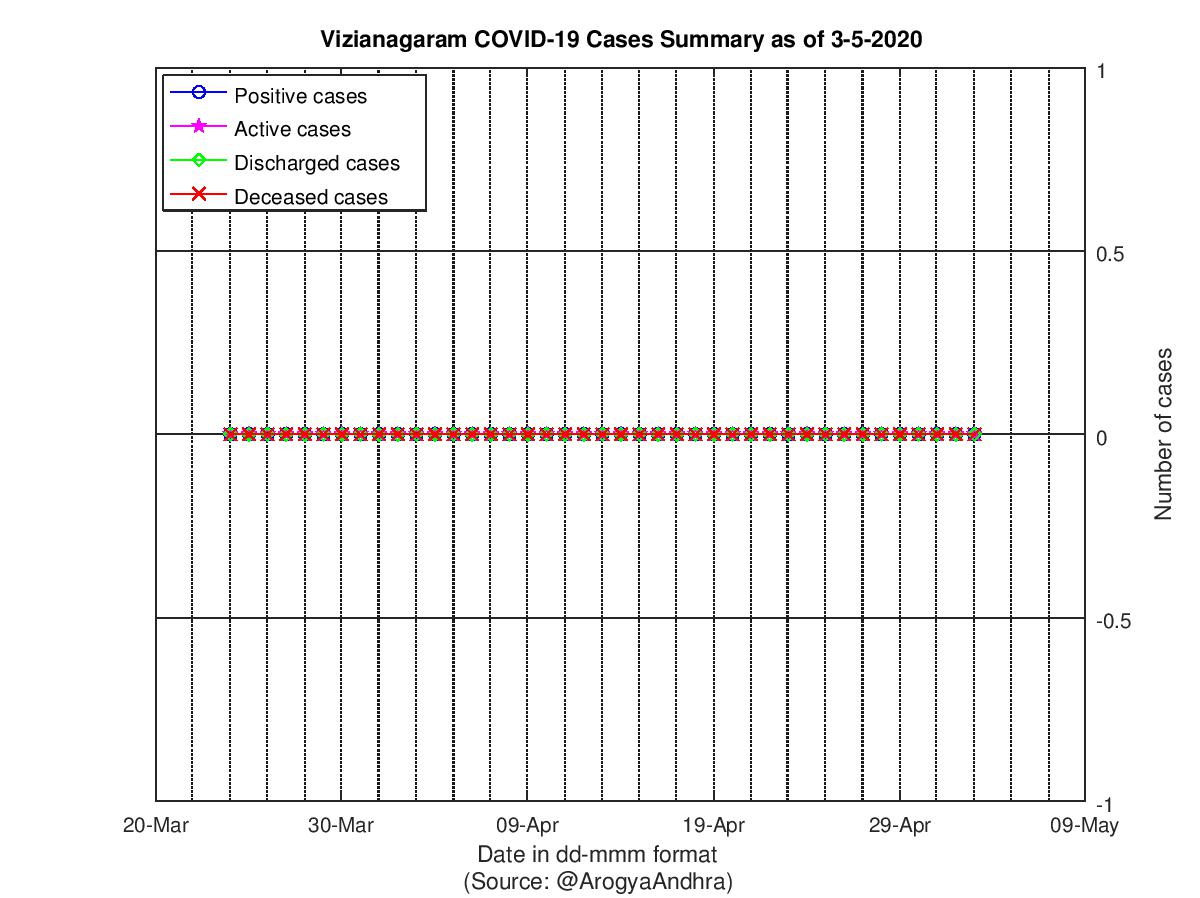 Vizianagaram COVID-19 Cases Summary as of 3-5-2020
Positive cases
Active cases
Discharged cases
Deceased cases
1
0.5
0
-0.5
-1
Number of cases
20-Mar 30-Mar 09-Apr 19-Apr 29-Apr 09-May
Date in dd-mmm format
(Source: @ArogyaAndhra)